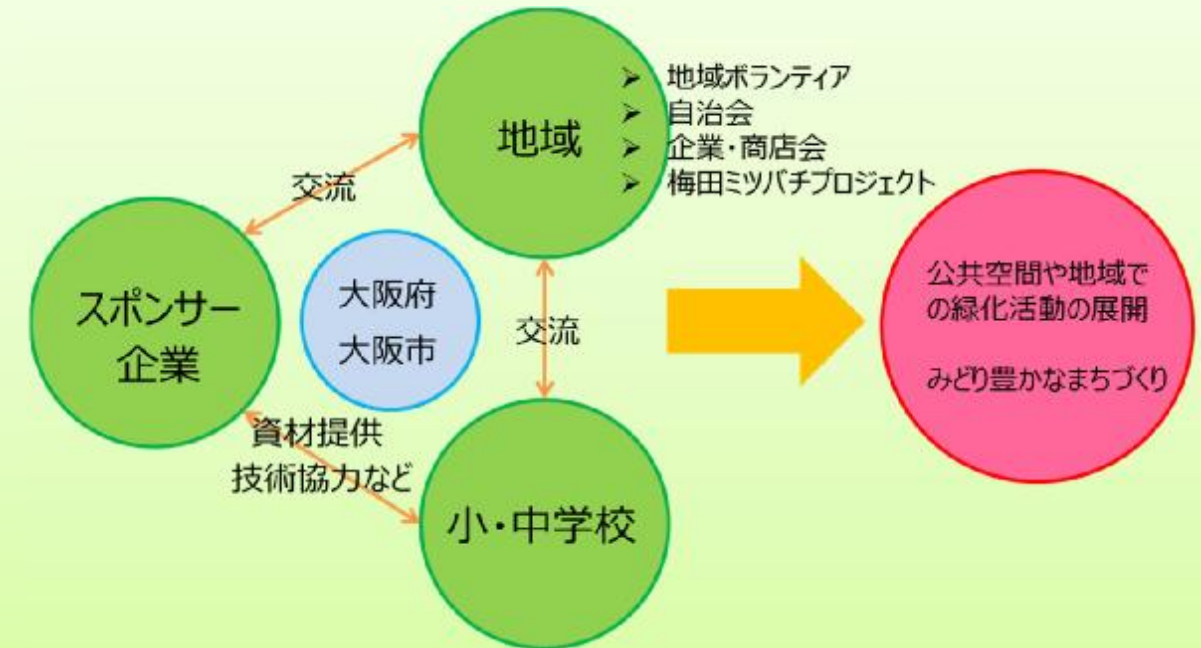 地域
➢ 地域ボランティア
➢ 自治会
➢ 企業・商店会
➢ 梅田ミツバチプロジェクト
交流
スポンサー
企業
大阪府
大阪市
交流
資材提供
技術協力など
小・中学校
公共空間や地域で
の緑化活動の展開
みどり豊かなまちづくり